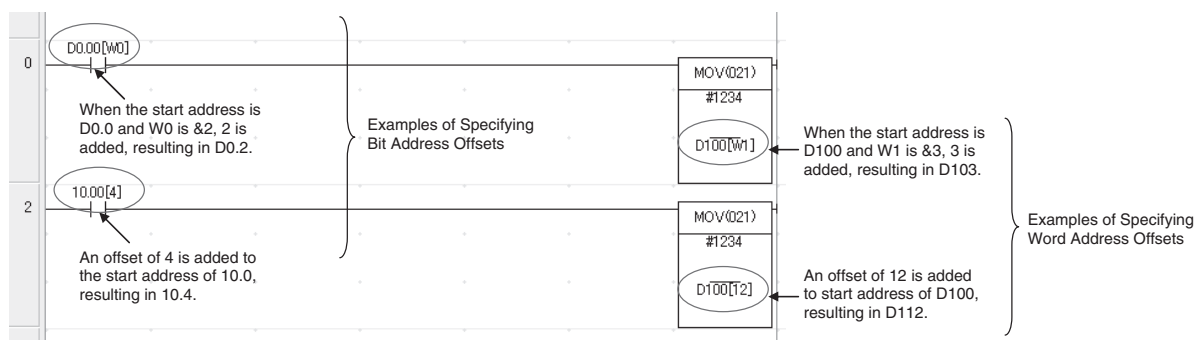 D0.00[W0]
0
MOV(021)
#1234
D100[W1]
When the start address is
D0.0 and W0 is &2, 2 is
added, resulting in D0.2.
Examples of Specifying
Bit Address Offsets
When the start address is
D100 and W1 is &3, 3 is
added, resulting in D103.
10.00[4]
2
MOV(021)
#1234
D100[12]
An offset of 4 is added to
the start address of 10.0,
resulting in 10.4.
An offset of 12 is added
to start address of D100,
resulting in D112.
Examples of Specifying
Word Address Offsets